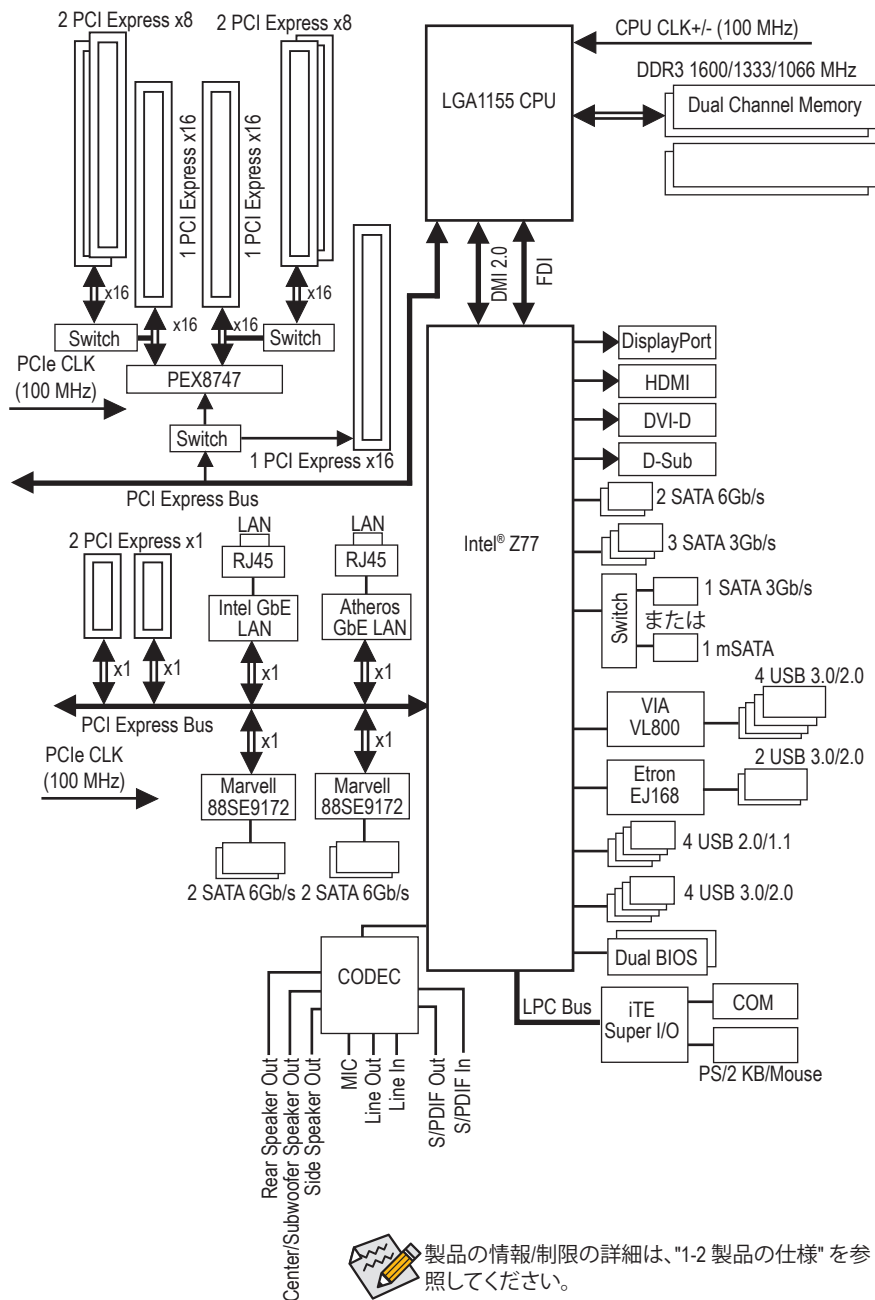 2 PCI Express x8
2 PCI Express x8
CPU CLK+/- (100 MHz)
DDR3 1600/1333/1066 MHz
LGA1155 CPU
Dual Channel Memory
1 PCI Express x16
1 PCI Express x16
x16
x16
x16
x16
Switch
Switch
PCIe CLK
(100 MHz)
PEX8747
Switch
1 PCI Express x16
PCI Express Bus
DMI 2.0
FDI
DisplayPort
HDMI
DVI-D
D-Sub
2 SATA 6Gb/s
Intel® Z77
3 SATA 3Gb/s
Switch
1 SATA 3Gb/s
または
1 mSATA
2 PCI Express x1
LAN
LAN
RJ45
RJ45
Intel GbE
LAN
Atheros
GbE LAN
x1
x1
x1
x1
PCI Express Bus
x1
x1
PCIe CLK
(100 MHz)
Marvell
88SE9172
Marvell
88SE9172
2 SATA 6Gb/s
2 SATA 6Gb/s
4 USB 3.0/2.0
VIA
VL800
2 USB 3.0/2.0
Etron
EJ168
4 USB 2.0/1.1
4 USB 3.0/2.0
Dual BIOS
CODEC
LPC Bus
iTE
Super I/O
COM
PS/2 KB/Mouse
Rear Speaker Out
Center/Subwoofer Speaker Out
Side Speaker Out
MIC
Line Out
Line In
S/PDIF Out
S/PDIF In
製品の情報/制限の詳細は、"1-2 製品の仕様" を参
照してください。